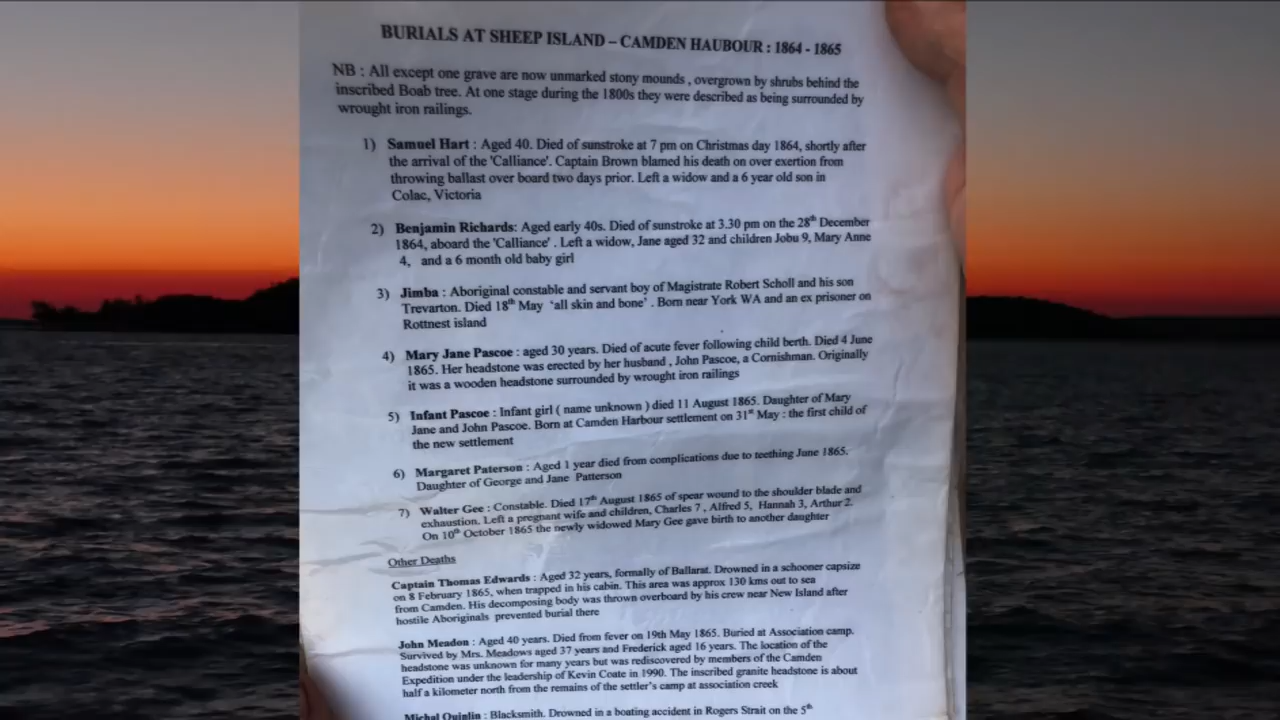 BURIALS AT SHEEP ISLAND – CAMDEN HAUBOUR : 1864 - 1865
NB : All except one grave are now unmarked stony mounds , overgrown by shrubs behind the
inscribed Boab tree. At one stage during the 1800s they were described as being surrounded by
wrought iron railings.
1) Samuel Hart : Aged 40. Died of sunstroke at 7 pm on Christmas day 1864, shortly after
the arrival of the 'Calliance'. Captain Brown blamed his death on over exertion from
throwing ballast over board two days prior. Left a widow and a 6 year old son in
Colac, Victoria
2) Benjamin Richards: Aged early 40s. Died of sunstroke at 3.30 pm on the 28th December
1864, aboard the 'Calliance' . Left a widow, Jane aged 32 and children Jobu 9, Mary Anne
4, and a 6 month old baby girl
3) Jimba : Aboriginal constable and servant boy of Magistrate Robert Scholl and his son
Trevarton. Died 18th May 'all skin and bone' . Born near York WA and an ex prisoner on
Rottnest island
4) Mary Jane Pascoe : aged 30 years. Died of acute fever following child berth. Died 4 June
1865. Her headstone was erected by her husband , John Pascoe, a Cornishman. Originally
it was a wooden headstone surrounded by wrought iron railings
5) Infant Pascoe : Infant girl ( name unknown ) died 11 August 1865. Daughter of Mary
Jane and John Pascoe. Born at Camden Harbour settlement on 31st May : the first child of
the new settlement
6) Margaret Paterson : Aged 1 year died from complications due to teething June 1865.
Daughter of George and Jane Patterson
7) Walter Gee : Constable. Died 17th August 1865 of spear wound to the shoulder blade and
exhaustion. Left a pregnant wife and children, Charles 7 , Alfred 5, Hannah 3, Arthur 2.
On 10th October 1865 the newly widowed Mary Gee gave birth to another daughter
Other Deaths
Captain Thomas Edwards : Aged 32 years, formally of Ballarat. Drowned in a schooner capsize
on 8 February 1865, when trapped in his cabin. This area was approx 130 kms out to sea
from Camden. His decomposing body was thrown overboard by his crew near New Island after
hostile Aboriginals prevented burial there
John Meadon : Aged 40 years. Died from fever on 19th May 1865. Buried at Association camp.
Survived by Mrs. Meadows aged 37 years and Frederick aged 16 years. The location of the
headstone was unknown for many years but was rediscovered by members of the Camden
Expedition under the leadership of Kevin Coate in 1990. The inscribed granite headstone is about
half a kilometer north from the remains of the settler's camp at association creek
Michal Quinlin : Blacksmith. Drowned in a boating accident in Rogers Strait on the 5th